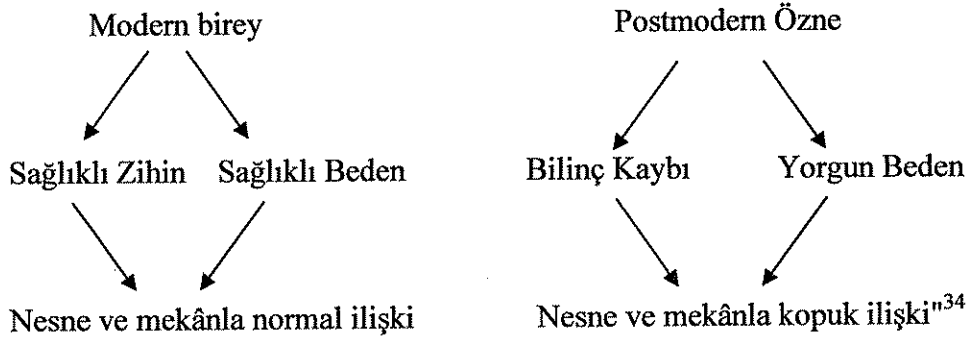 Modern birey
Postmodern Özne
Sağlıklı Zihin Sağlıklı Beden
Bilinç Kaybı Yorgun Beden
Nesne ve mekânla normal ilişki
Nesne ve mekânla kopuk ilişki"34